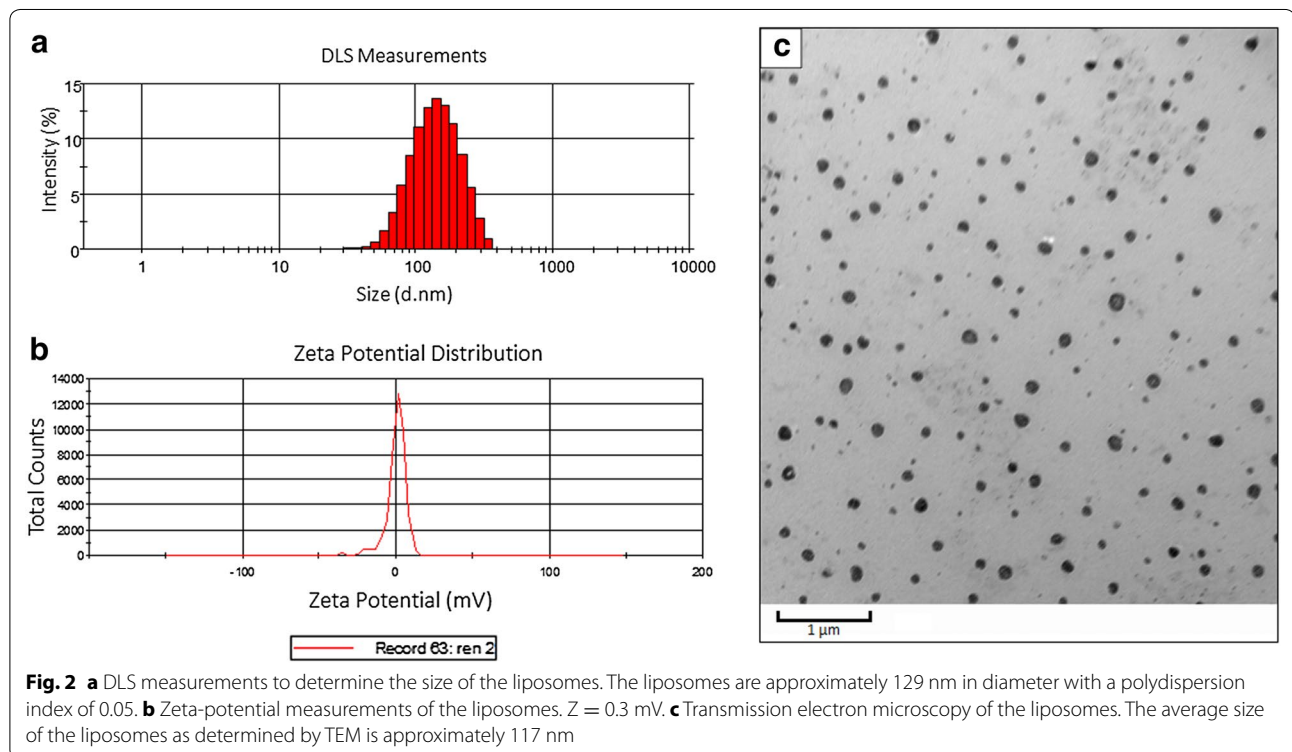 a
DLS Measurements
15
10
5
0
Intensity (%)
1 10 100 1000 10000
Size (d.nm)
b
Zeta Potential Distribution
14000
12000
10000
8000
6000
4000
2000
0
Total Counts
-100 0 100 200
Zeta Potential (mV)
Record 63: ren 2
c
1 µm
Fig. 2 a DLS measurements to determine the size of the liposomes. The liposomes are approximately 129 nm in diameter with a polydispersion
index of 0.05. b Zeta-potential measurements of the liposomes. Z = 0.3 mV. c Transmission electron microscopy of the liposomes. The average size
of the liposomes as determined by TEM is approximately 117 nm